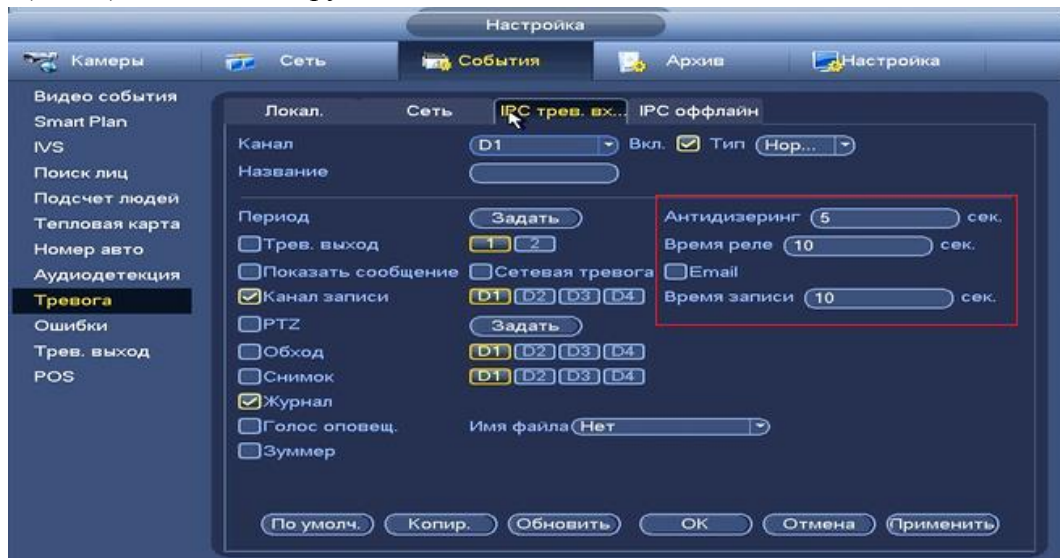 Настройка
Камеры Сеть События Архив Настройка
Видео события
Smart Plan
IVS
Поиск лиц
Подсчет людей
Тепловая карта
Номер авто
Аудиодетекция
Тревога
Ошибки
Трев. выход
POS
Локал. Сеть IPC трев. вх... IPC оффлайн
Канал D1 Вкл. Тип Нор...
Название
Период Задать Антидизеринг 5 сек.
Трев. выход 1 2 Время реле 10 сек.
Показать сообщение Сетевая тревога Email
Канал записи D1 D2 D3 D4 Время записи 10 сек.
PTZ Задать
Обход D1 D2 D3 D4
Снимок D1 D2 D3 D4
Журнал
Голос оповещ. Имя файла Нет
Зуммер
По умолч. Копир. Обновить OK Отмена Применить